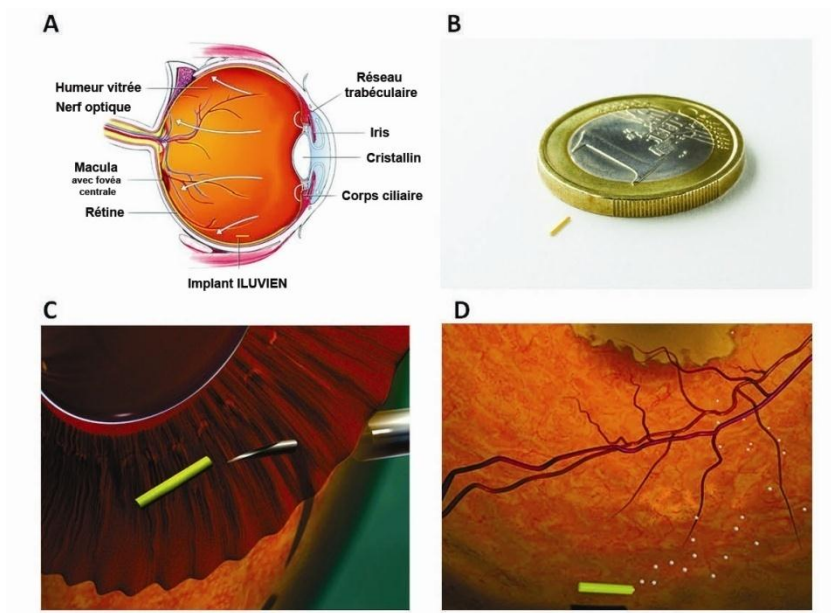 A
Humeur vitrée
Nerf optique
Macula
avec fovéa
centrale
Rétine
Réseau
trabéculaire
Iris
Cristallin
Corps ciliaire
Implant ILUVIEN
B
1
C
D